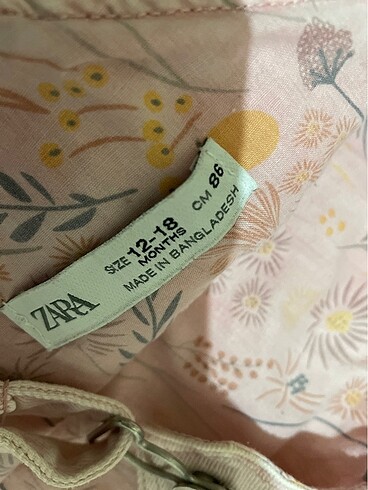 ZARA
SIZE 12-18 CM 86
MONTHS
MADE IN BANGLADESH